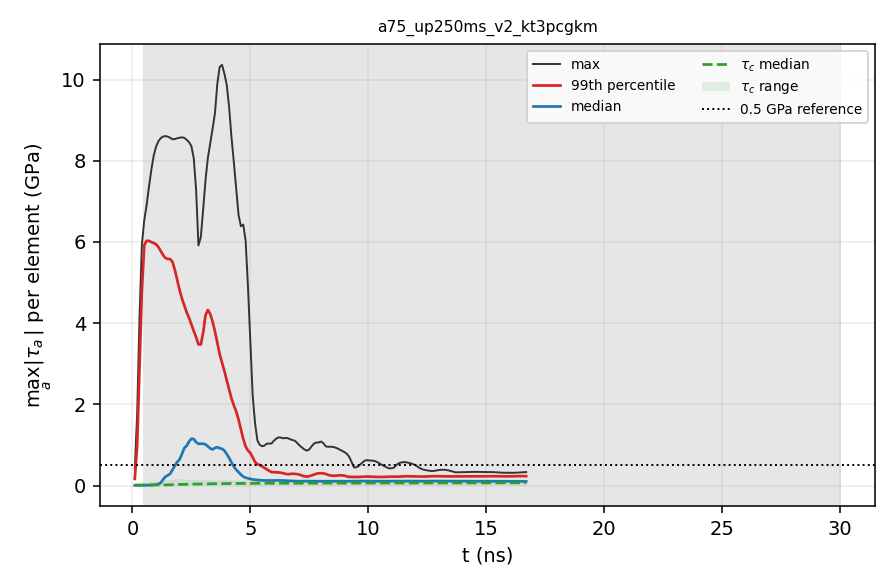 a75_up250ms_v2_kt3pcgkm
max
99th percentile
median
τc median
τc range
0.5 GPa reference
max|τa| per element (GPa)
a
10
8
6
4
2
0
0 5 10 15 20 25 30
t (ns)